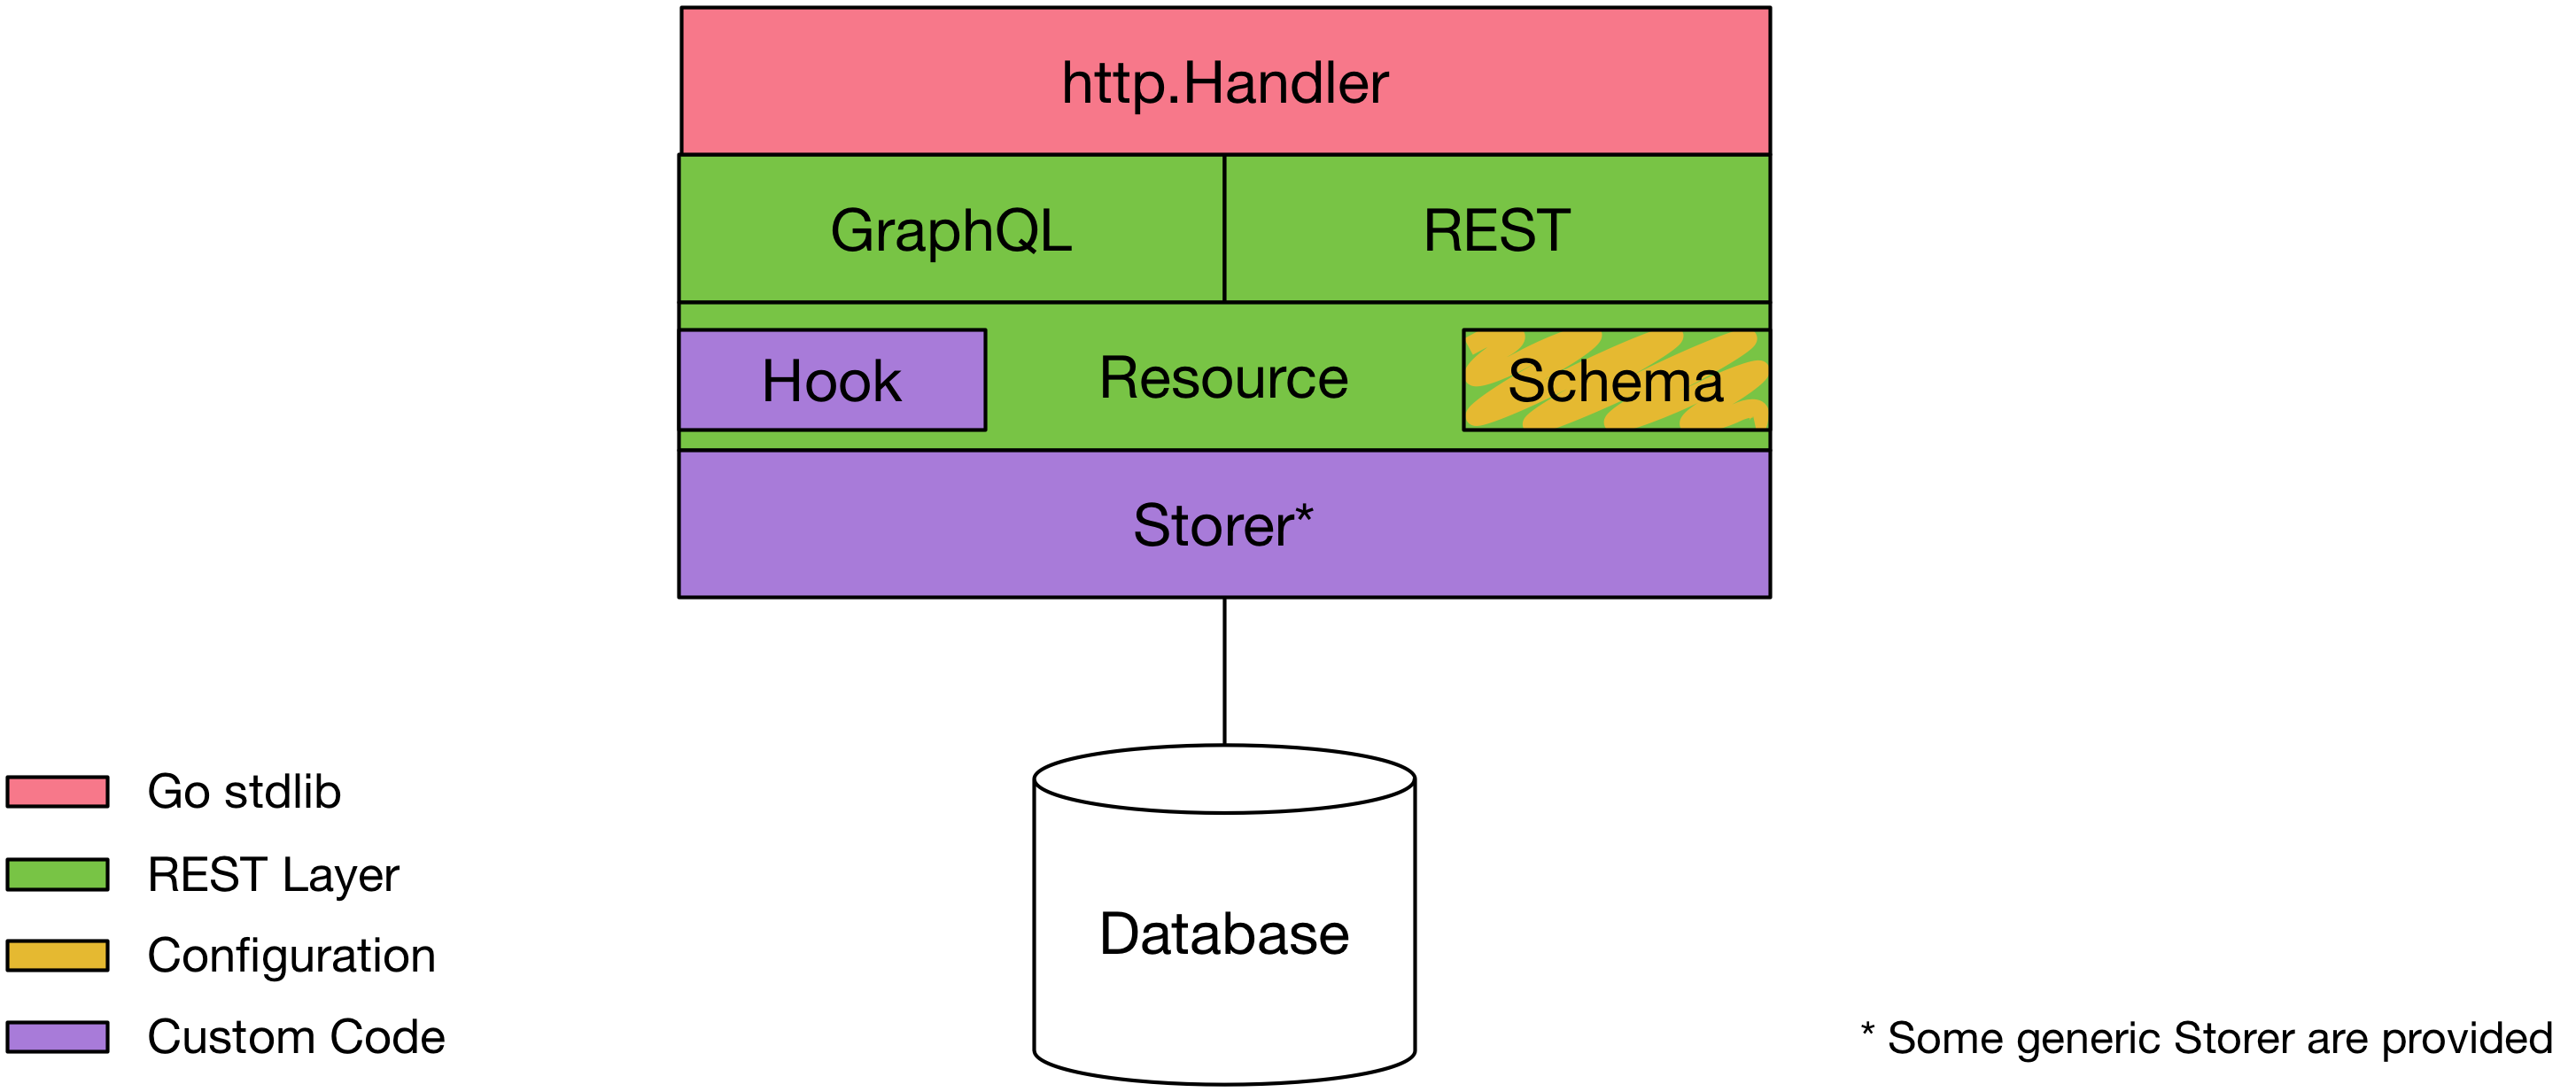 http.Handler
GraphQL
REST
Hook
Resource
Schema
Storer*
Database
Go stdlib
REST Layer
Configuration
Custom Code
* Some generic Storer are provided